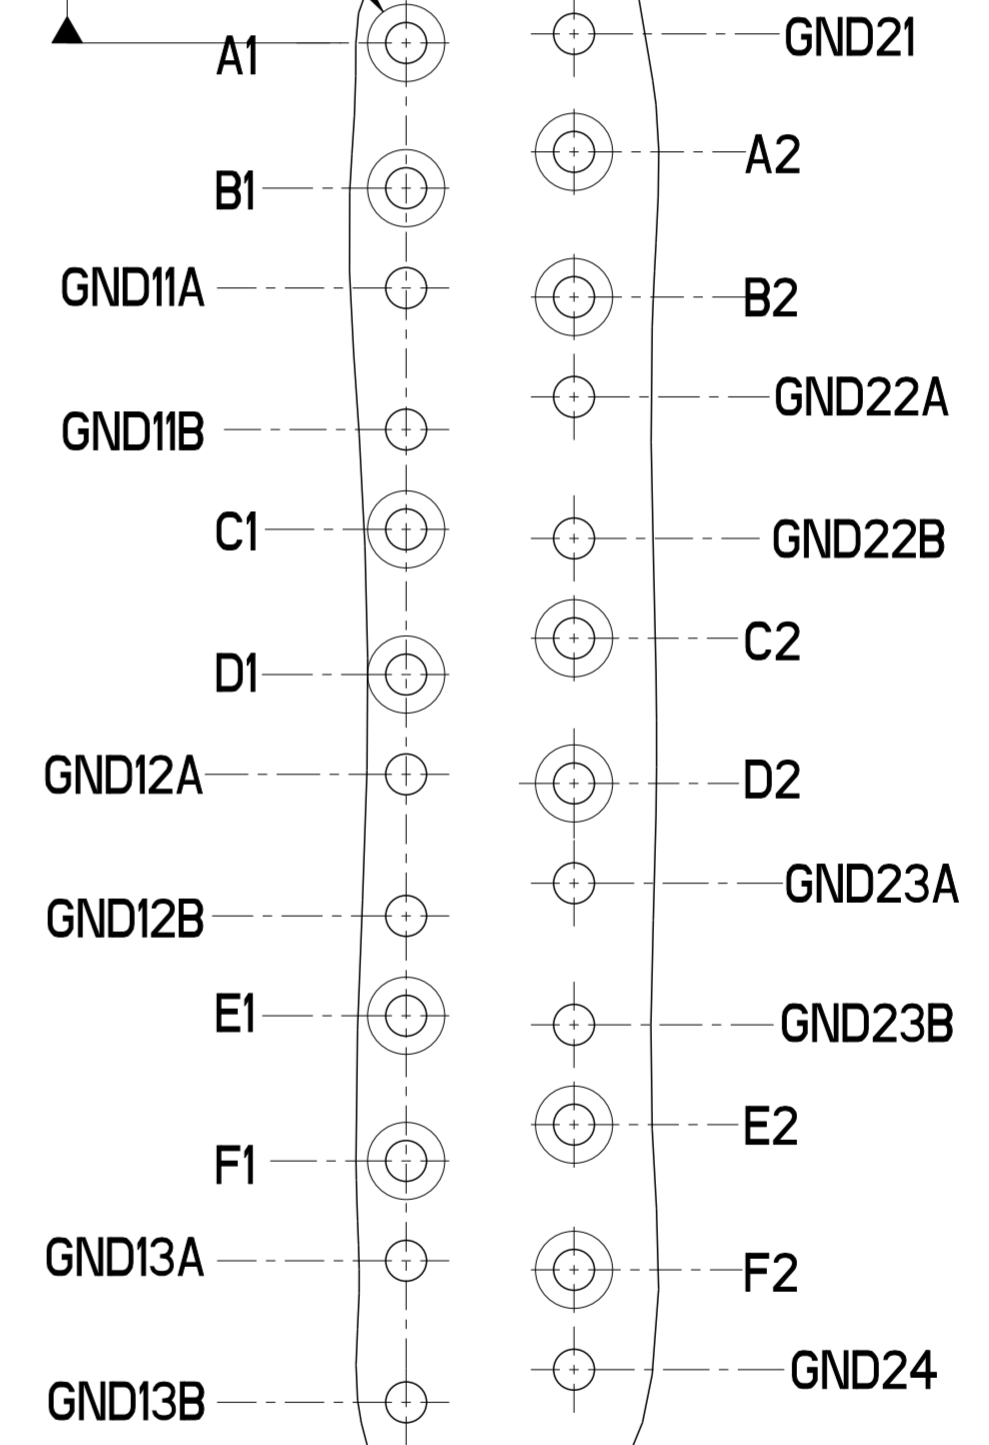 A1
GND21
A2
B1
GND11A
B2
GND22A
GND11B
C1
GND22B
C2
D1
GND12A
D2
GND23A
GND12B
E1
GND23B
E2
F1
GND13A
F2
GND24
GND13B